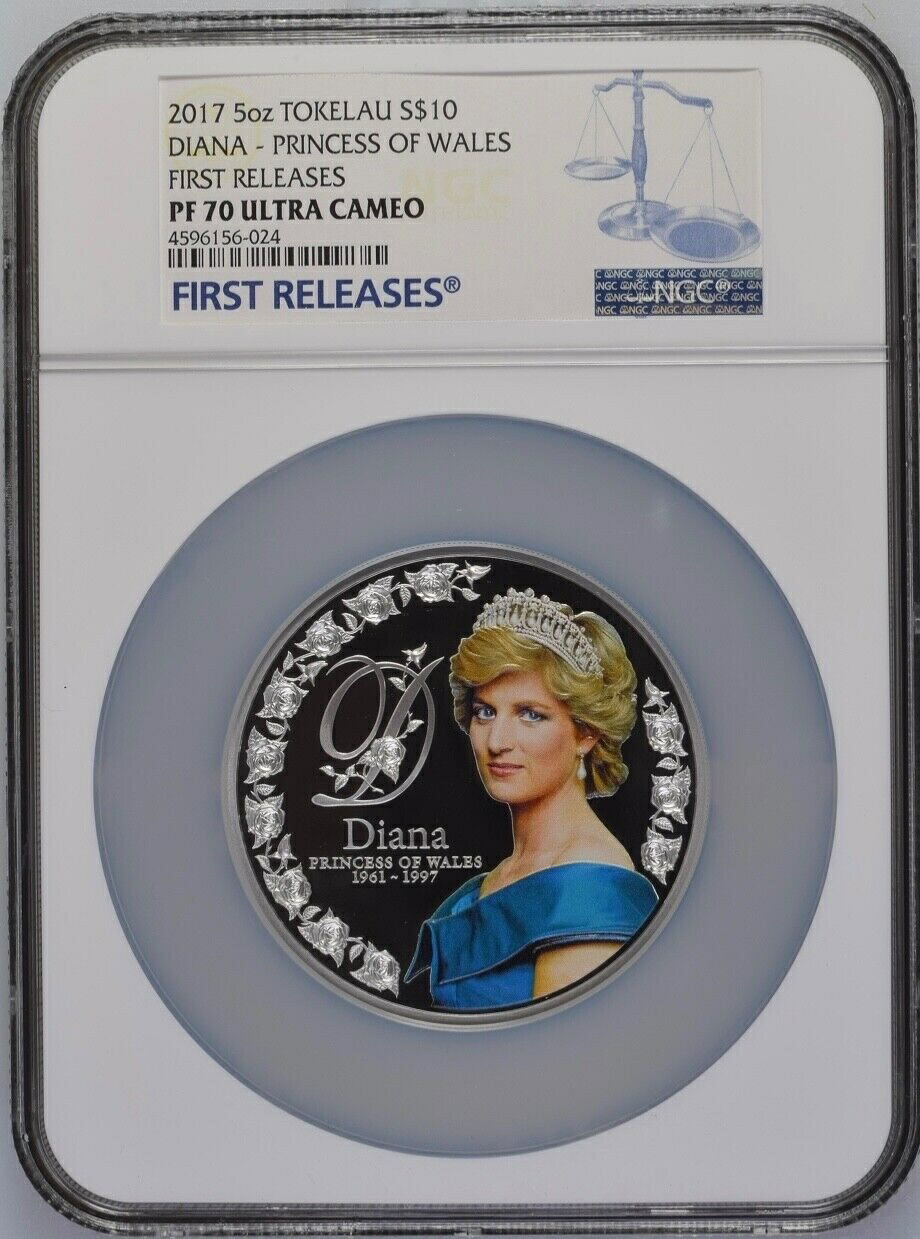 2017 5oz TOKELAU S$10
DIANA - PRINCESS OF WALES
FIRST RELEASES
NGC
PF 70 ULTRA CAMEO
4596156-024
FIRST RELEASES®
NGC®
Diana
PRINCESS OF WALES
1961 ~ 1997